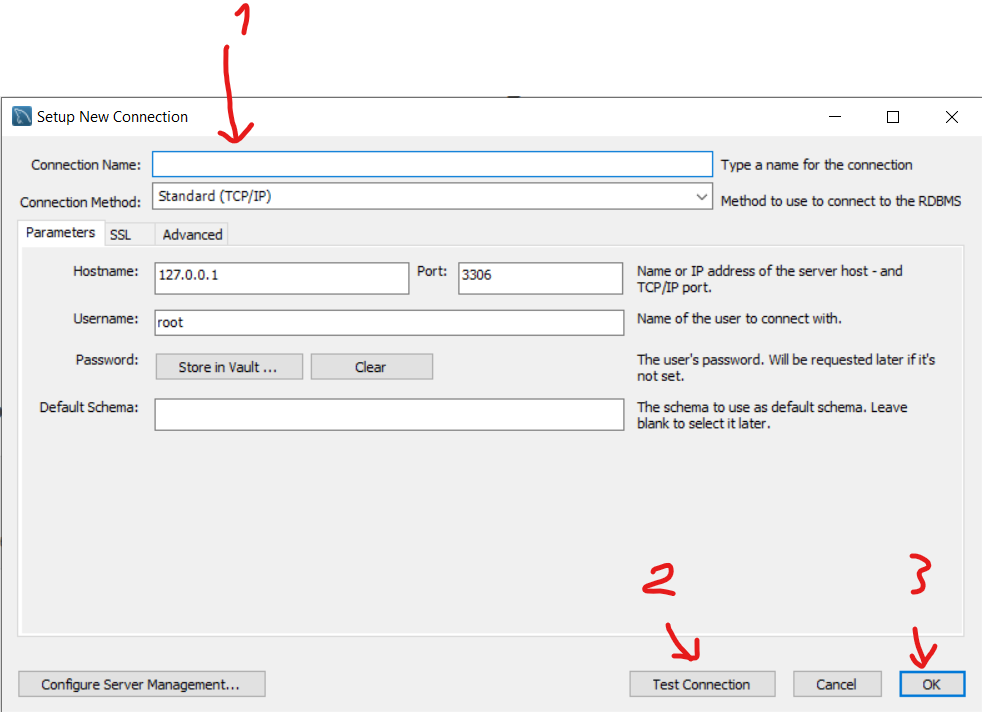 1
Setup New Connection
Connection Name:
Type a name for the connection
Connection Method:
Standard (TCP/IP)
Method to use to connect to the RDBMS
Parameters
SSL
Advanced
Hostname:
127.0.0.1
Port:
3306
Name or IP address of the server host - and
TCP/IP port.
Username:
root
Name of the user to connect with.
Password:
Store in Vault ...
Clear
The user's password. Will be requested later if it's
not set.
Default Schema:
The schema to use as default schema. Leave
blank to select it later.
2
3
Configure Server Management...
Test Connection
Cancel
OK